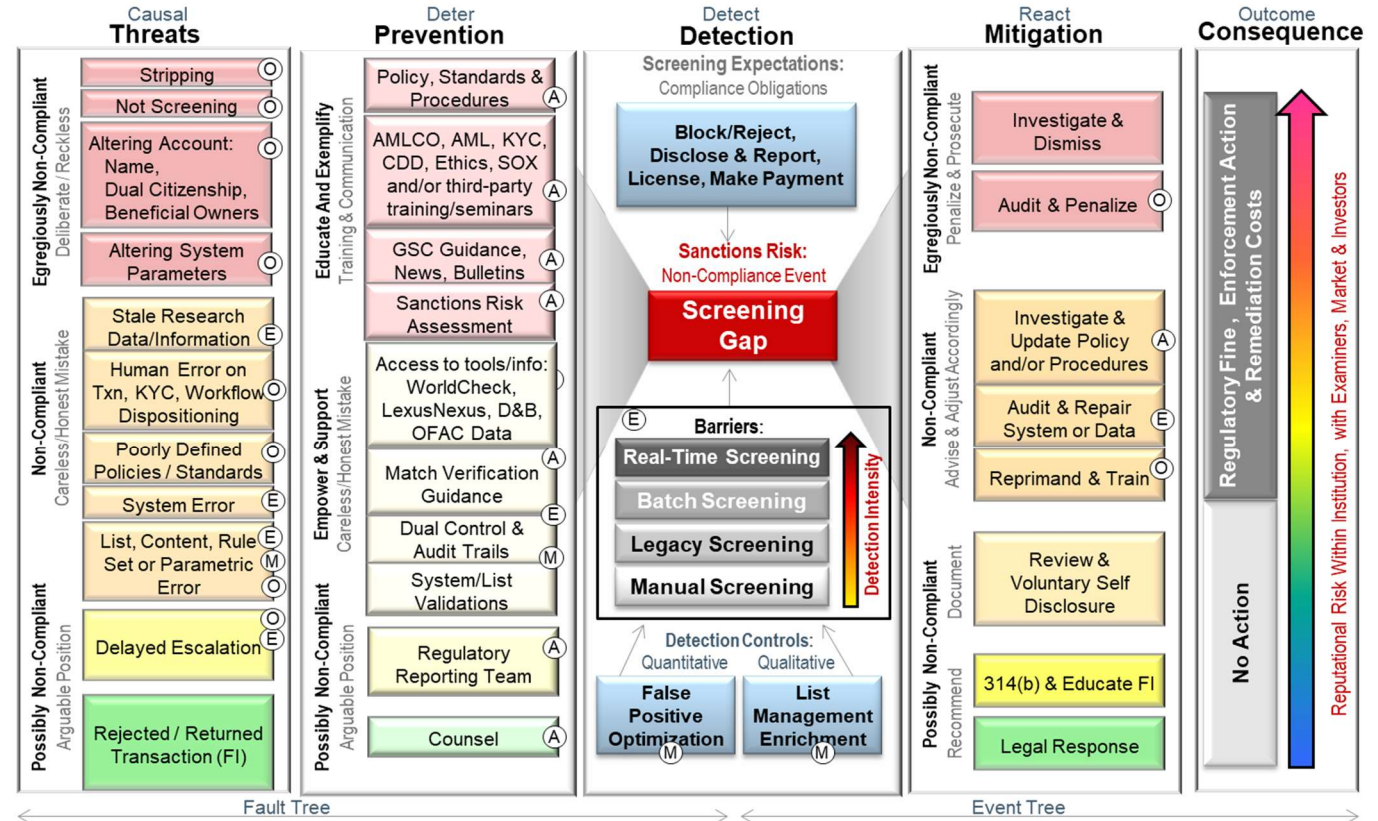 Causal
Threats
Egregiously Non-Compliant
Deliberate / Reckless
Stripping
O
Not Screening
O
Altering Account:
Name,
Dual Citizenship,
Beneficial Owners
O
Altering System
Parameters
O
Non-Compliant
Careless/Honest Mistake
Stale Research
Data/Information
E
Human Error on
Txn, KYC, Workflow
Dispositioning
O
Poorly Defined
Policies / Standards
O
System Error
E
List, Content, Rule
Set or Parametric
Error
E
M
O
Possibly Non-Compliant
Arguable Position
Delayed Escalation
O
E
Rejected / Returned
Transaction (FI)
Deter
Prevention
Educate And Exemplify
Training & Communication
Policy, Standards &
Procedures
A
AMLCO, AML, KYC,
CDD, Ethics, SOX
and/or third-party
training/seminars
A
GSC Guidance,
News, Bulletins
A
Sanctions Risk
Assessment
A
Empower & Support
Careless/Honest Mistake
Access to tools/info:
WorldCheck,
LexusNexus, D&B,
OFAC Data
Match Verification
Guidance
A
E
Dual Control &
Audit Trails
M
System/List
Validations
Possibly Non-Compliant
Arguable Position
Regulatory
Reporting Team
A
Counsel
A
Detect
Detection
Screening Expectations:
Compliance Obligations
Block/Reject,
Disclose & Report,
License, Make Payment
Sanctions Risk:
Non-Compliance Event
Screening
Gap
E
Barriers:
Real-Time Screening
Batch Screening
Legacy Screening
Manual Screening
Detection Intensity
Detection Controls:
Quantitative
Qualitative
False
Positive
Optimization
M
List
Management
Enrichment
M
React
Mitigation
Egregiously Non-Compliant
Penalize & Prosecute
Investigate &
Dismiss
Audit & Penalize
O
Non-Compliant
Advise & Adjust Accordingly
Investigate &
Update Policy
and/or Procedures
A
Audit & Repair
System or Data
E
Reprimand & Train
O
Possibly Non-Compliant
Document
Recommend
Review &
Voluntary Self
Disclosure
314(b) & Educate FI
Legal Response
Outcome
Consequence
Regulatory Fine , Enforcement Action
& Remediation Costs
No Action
Reputational Risk Within Institution, with Examiners, Market & Investors
Fault Tree
Event Tree